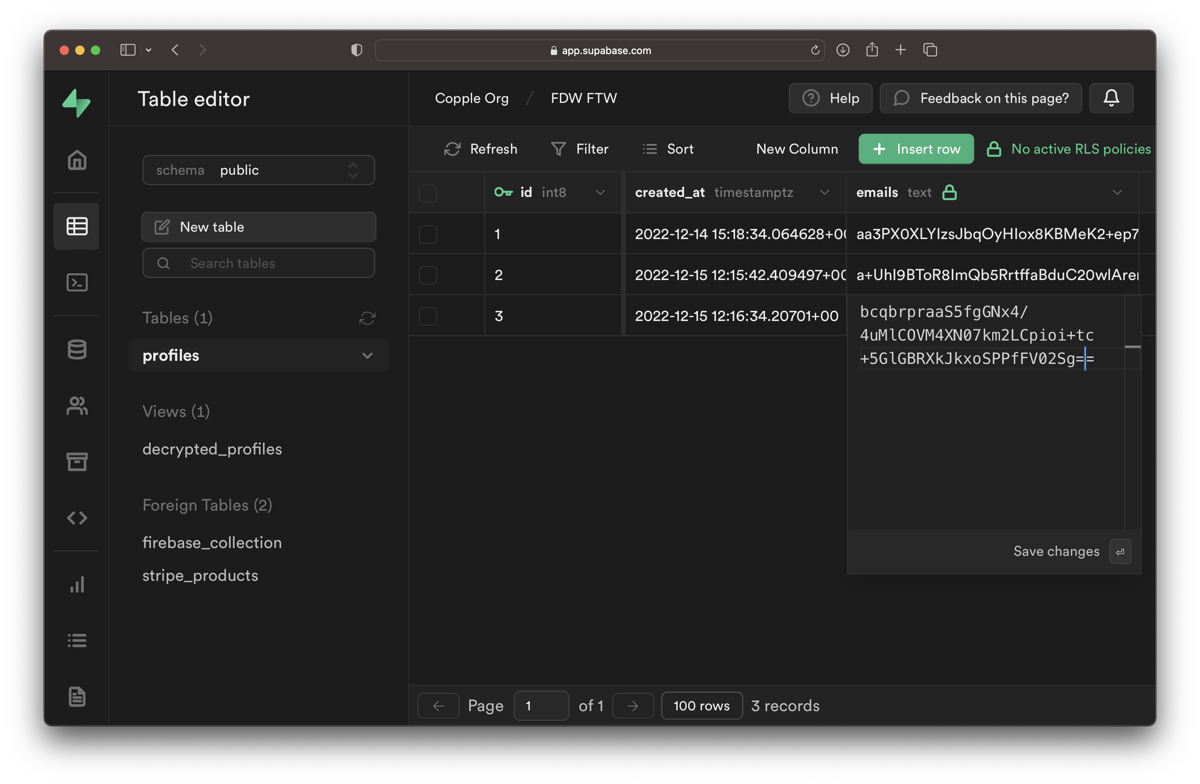 app.supabase.com
Table editor
Copple Org / FDW FTW
Help
Feedback on this page?
schema public
Refresh
Filter
Sort
New Column
+ Insert row
No active RLS policies
New table
Search tables
Tables (1)
profiles
Views (1)
decrypted_profiles
Foreign Tables (2)
firebase_collection
stripe_products
id int8
created_at timestamptz
emails text
1
2022-12-14 15:18:34.064628+00
aa3PX0XLYIzsJbqOyHIox8KBMeK2+ep7
2
2022-12-15 12:15:42.409497+00
a+UhI9BToR8ImQb5RrtffaBduC20wlAren
3
2022-12-15 12:16:34.20701+00
bcqbrpraaS5fgGNx4/
4uMlCOVM4XN07km2LCpioi+tc
+5GlGBRXkJkxoSPPfFV02Sg==
Save changes
Page 1 of 1
100 rows
3 records